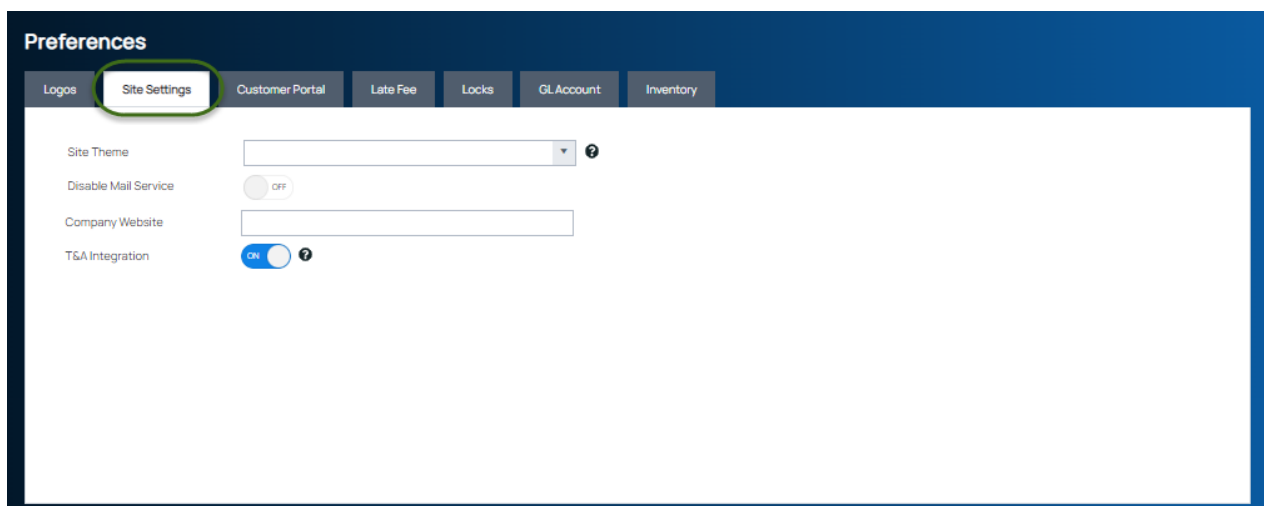 Preferences
Logos Site Settings Customer Portal Late Fee Locks GL Account Inventory
Site Theme ?
Disable Mail Service OFF
Company Website
T&A Integration ON ?